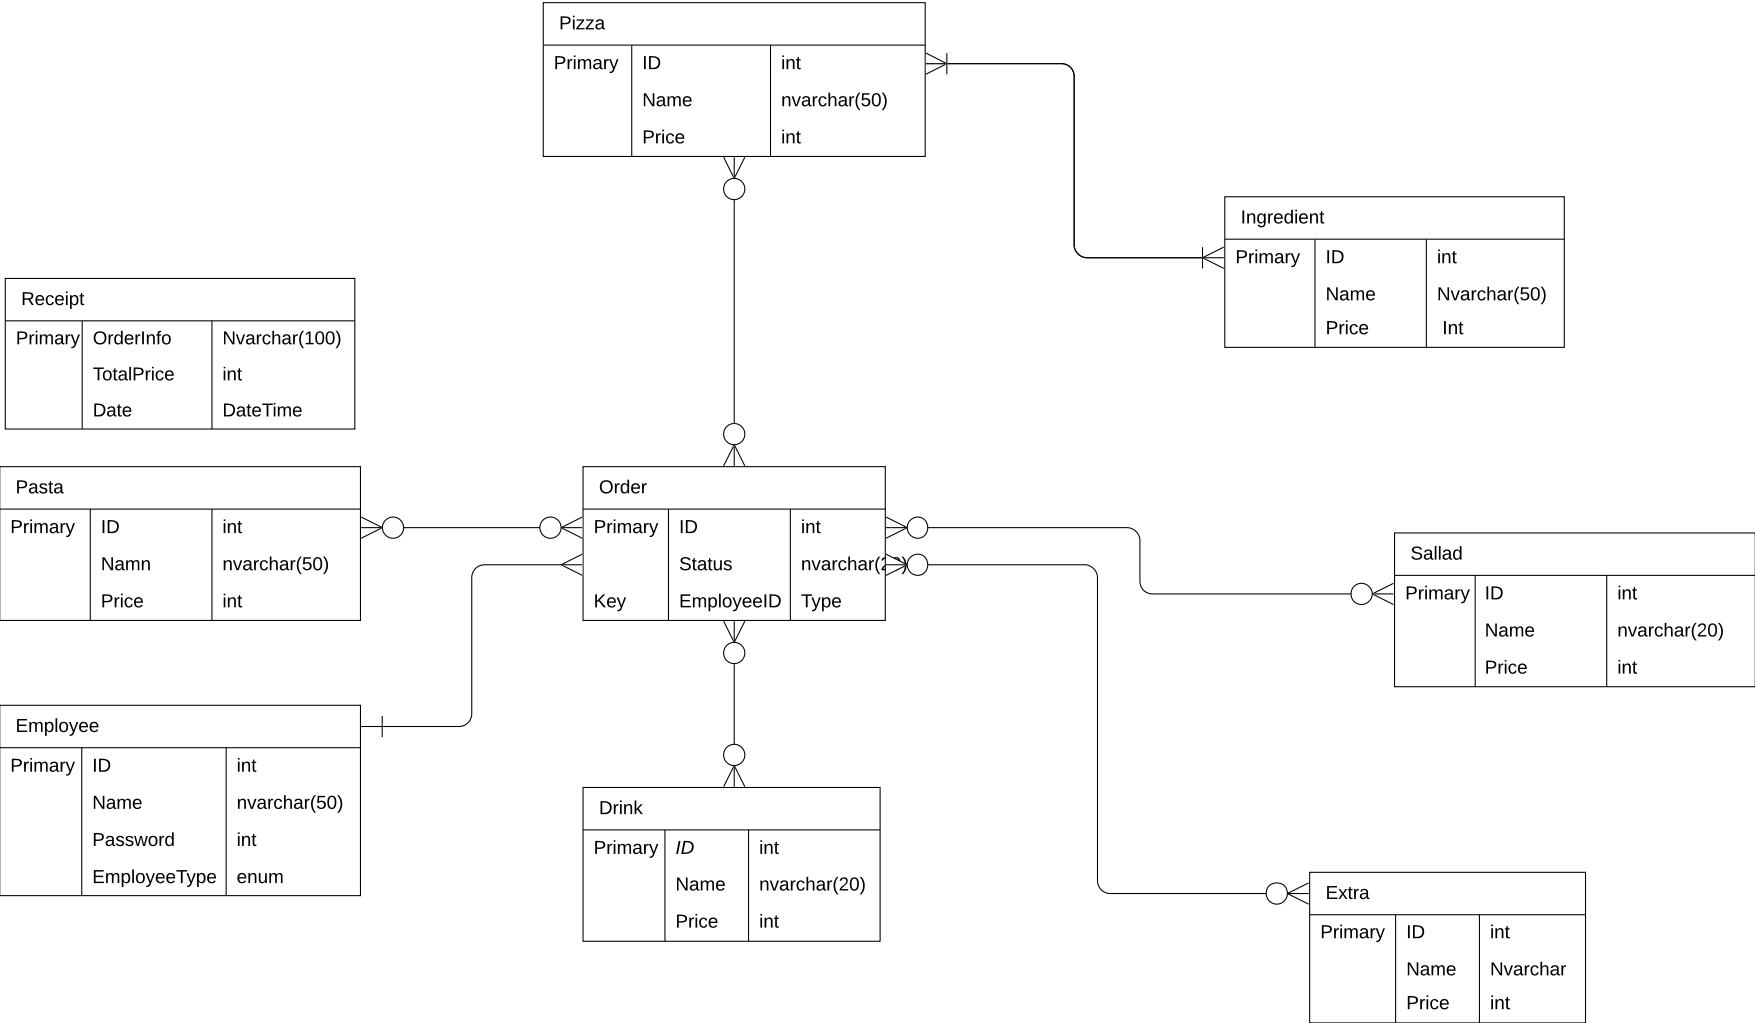 Pizza
Primary ID int
Name nvarchar(50)
Price int
Ingredient
Primary ID int
Name Nvarchar(50)
Price Int
Receipt
Primary OrderInfo Nvarchar(100)
TotalPrice int
Date DateTime
Pasta
Primary ID int
Namn nvarchar(50)
Price int
Order
Primary ID int
Status
Key EmployeeID Type
Sallad
Primary ID int
Name nvarchar(20)
Price int
Employee
Primary ID int
Name nvarchar(50)
Password int
EmployeeType enum
Drink
Primary ID int
Name nvarchar(20)
Price int
Extra
Primary ID int
Name Nvarchar
Price int